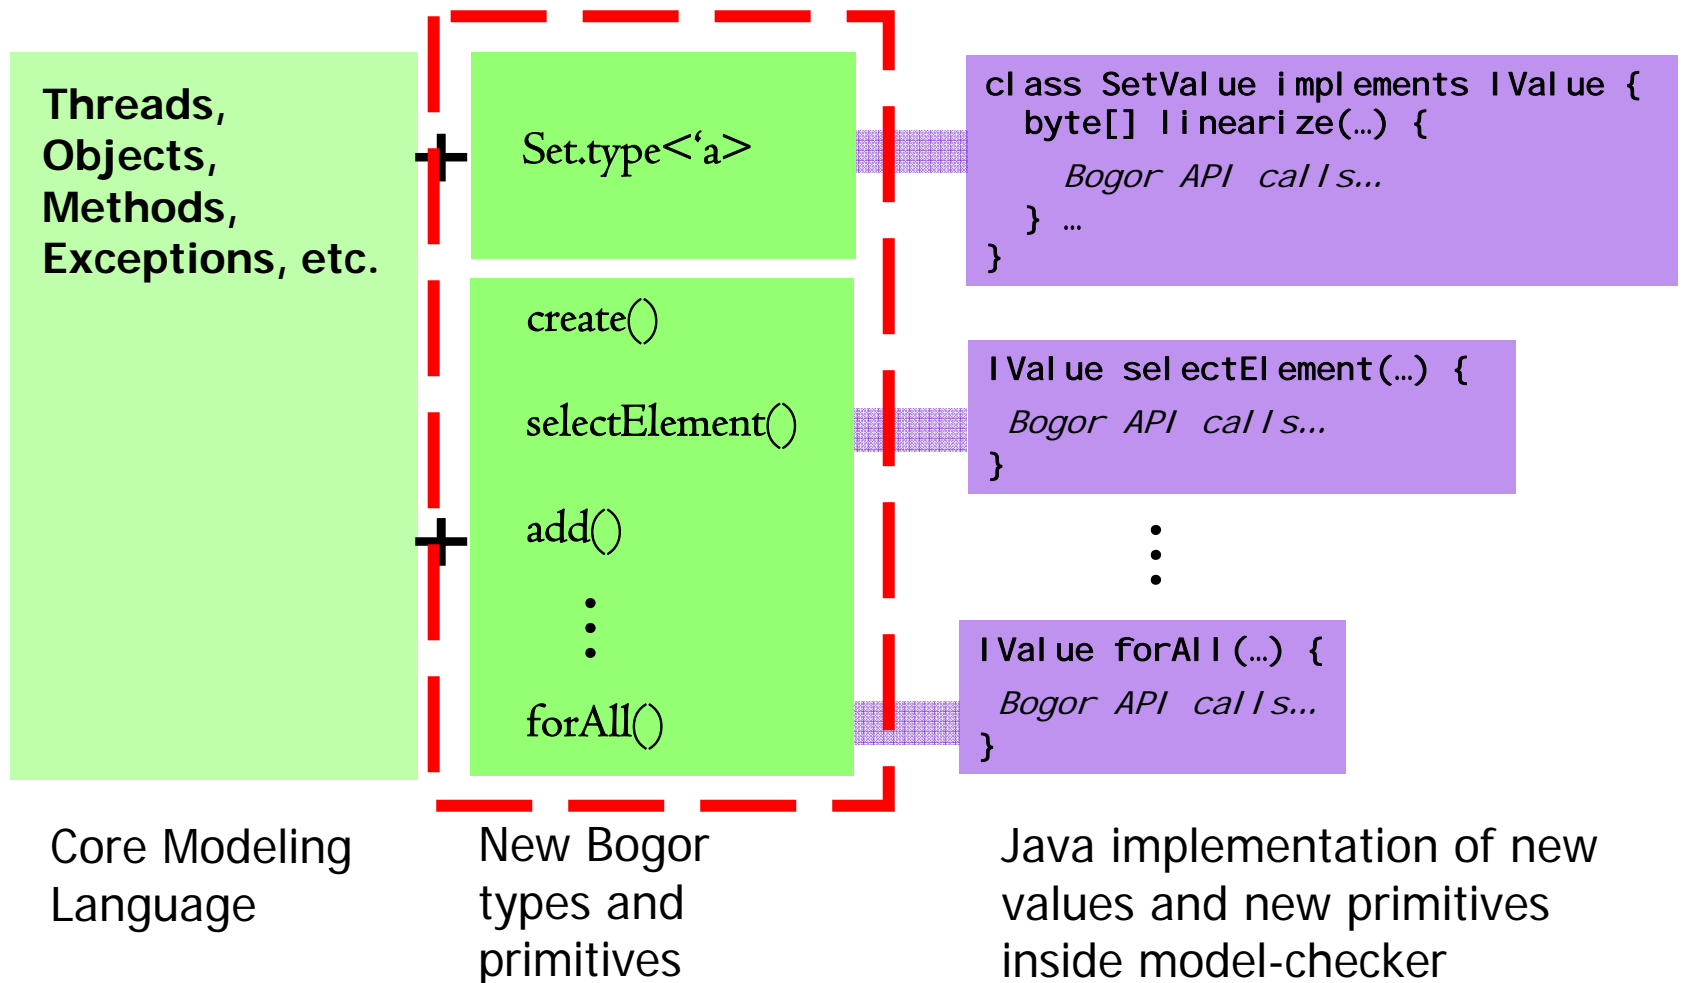 Threads,
Objects,
Methods,
Exceptions, etc.
+
+
Set.type<‘a>
create()
selectElement()
add()
⋮
forAll()
class SetValue implements IValue {
byte[] linearize(…) {
Bogor API calls…
} …
}
IValue selectElement(…) {
Bogor API calls…
}
⋮
IValue forAll(…) {
Bogor API calls…
}
Core Modeling
Language
New Bogor
types and
primitives
Java implementation of new
values and new primitives
inside model-checker